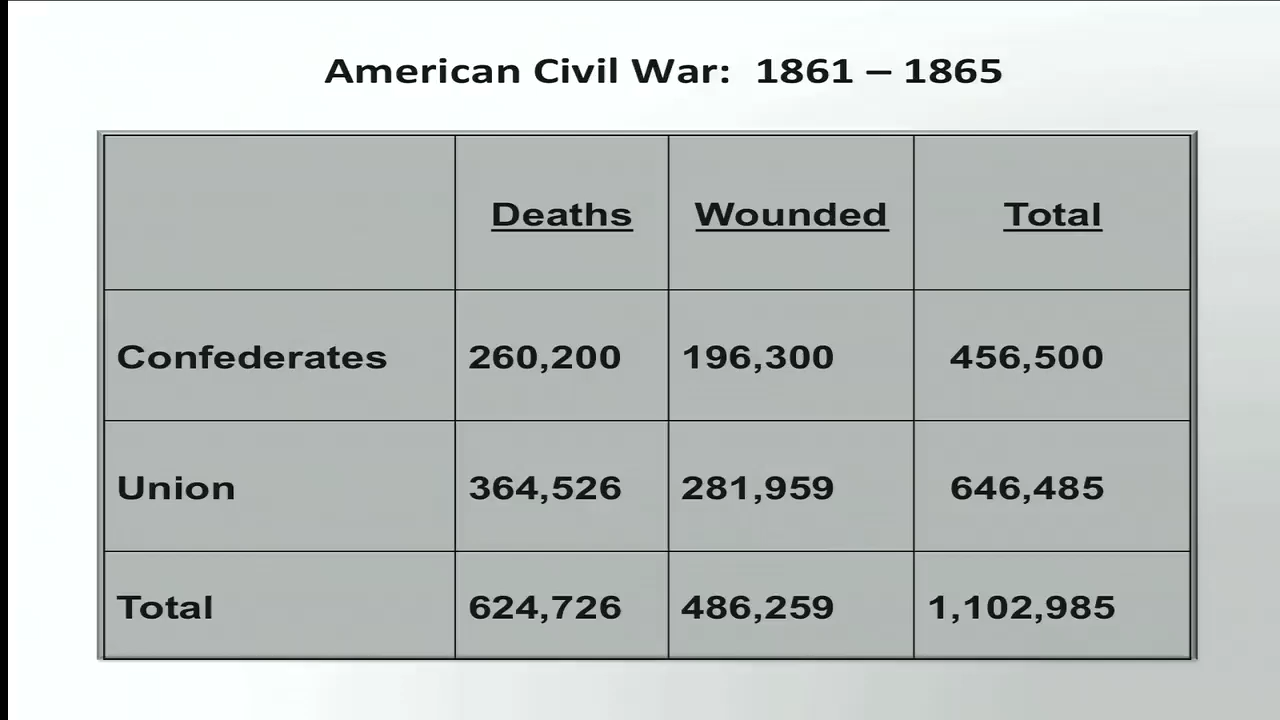 American Civil War: 1861 – 1865
Deaths Wounded Total
Confederates 260,200 196,300 456,500
Union 364,526 281,959 646,485
Total 624,726 486,259 1,102,985